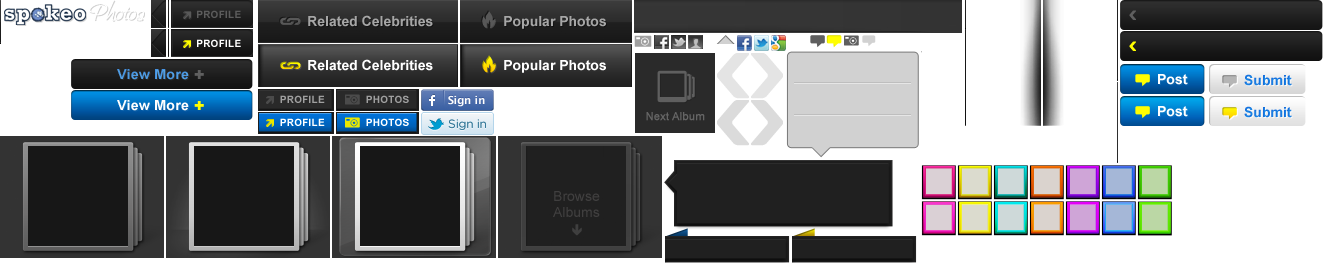 spokeo Photos
PROFILE
PROFILE
View More
View More
Related Celebrities
Popular Photos
Related Celebrities
Popular Photos
PROFILE
PHOTOS
Sign in
PROFILE
PHOTOS
Sign in
Next Album
Post
Submit
Post
Submit
Browse
Albums